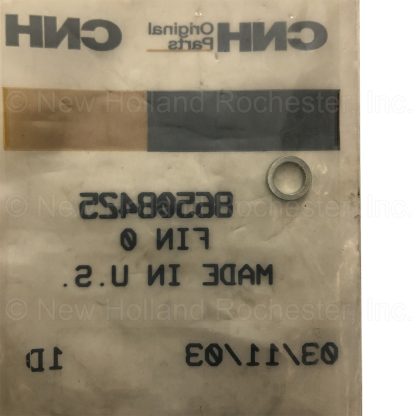 CNH Original Parts CNH
© New Holland Rochester, Inc.
86508425
© New Holland Rochester, Inc.
FIN 0
MADE IN U.S.
© New Holland Rochester, Inc.
03/11/03 1D